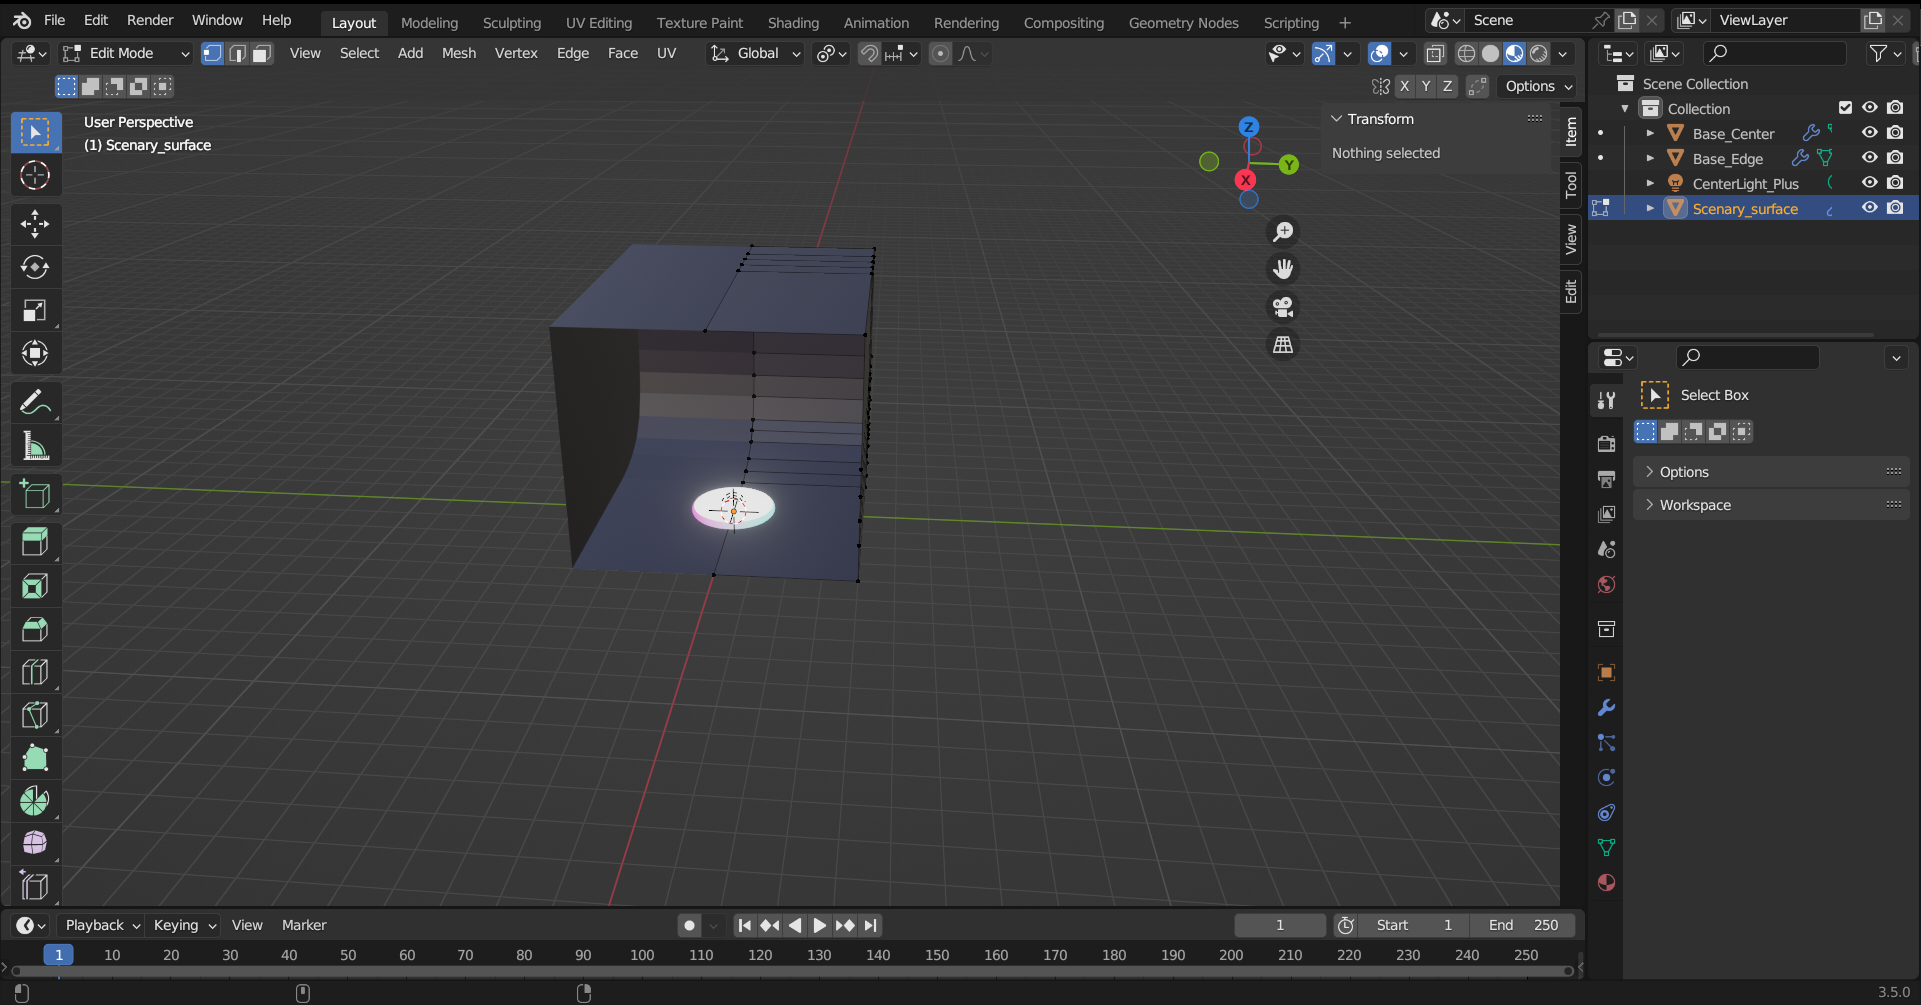 File Edit Render Window Help Layout Modeling Sculpting UV Editing Texture Paint Shading Animation Rendering Compositing Geometry Nodes Scripting + Scene ViewLayer
Edit Mode View Select Add Mesh Vertex Edge Face UV Global
X Y Z Options
User Perspective
(1) Scenary_surface
Z
Y
X
Transform
Nothing selected
Item
Tool
View
Edit
Scene Collection
Collection
Base_Center
Base_Edge
CenterLight_Plus
Scenary_surface
Select Box
Options
Workspace
Playback Keying View Marker 1 Start 1 End 250
1 10 20 30 40 50 60 70 80 90 100 110 120 130 140 150 160 170 180 190 200 210 220 230 240 250
3.5.0